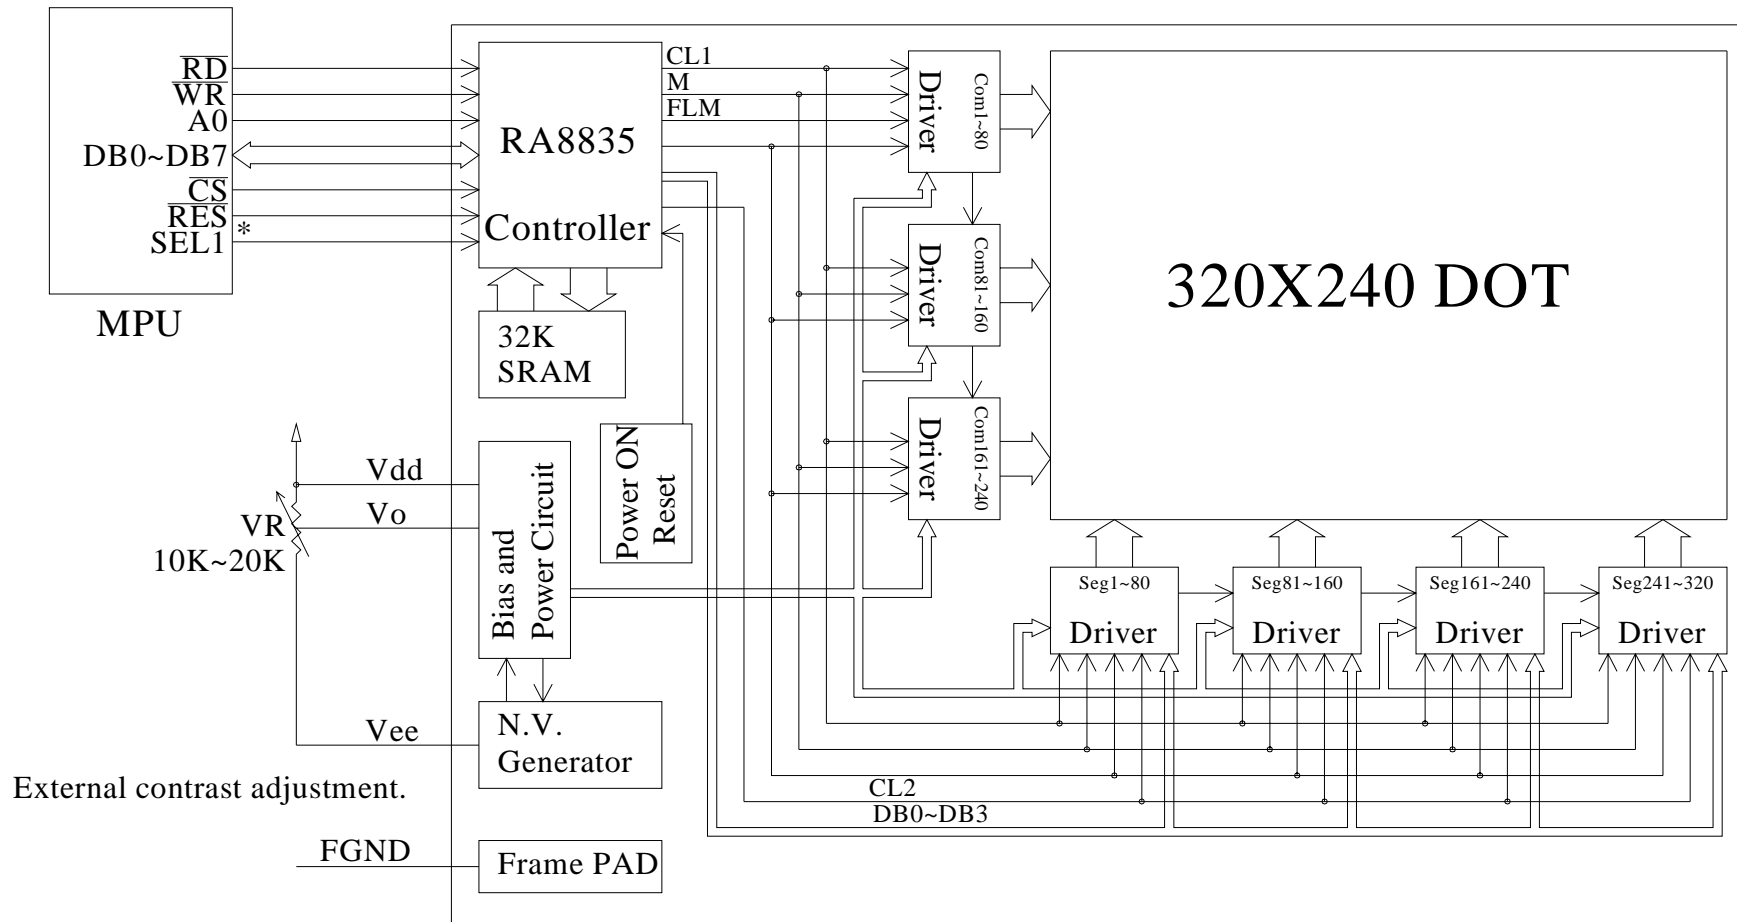 RD
WR
A0
DB0~DB7
CS
RES
SEL1 *
MPU
RA8835
Controller
CL1
M
FLM
32K
SRAM
Power ON
Reset
Bias and
Power Circuit
Vdd
Vo
VR
10K~20K
Vee
N.V.
Generator
External contrast adjustment.
FGND
Frame PAD
Driver
Com1~80
Driver
Com81~160
Driver
Com161~240
320X240 DOT
Seg1~80
Driver
Seg81~160
Driver
Seg161~240
Driver
Seg241~320
Driver
CL2
DB0~DB3